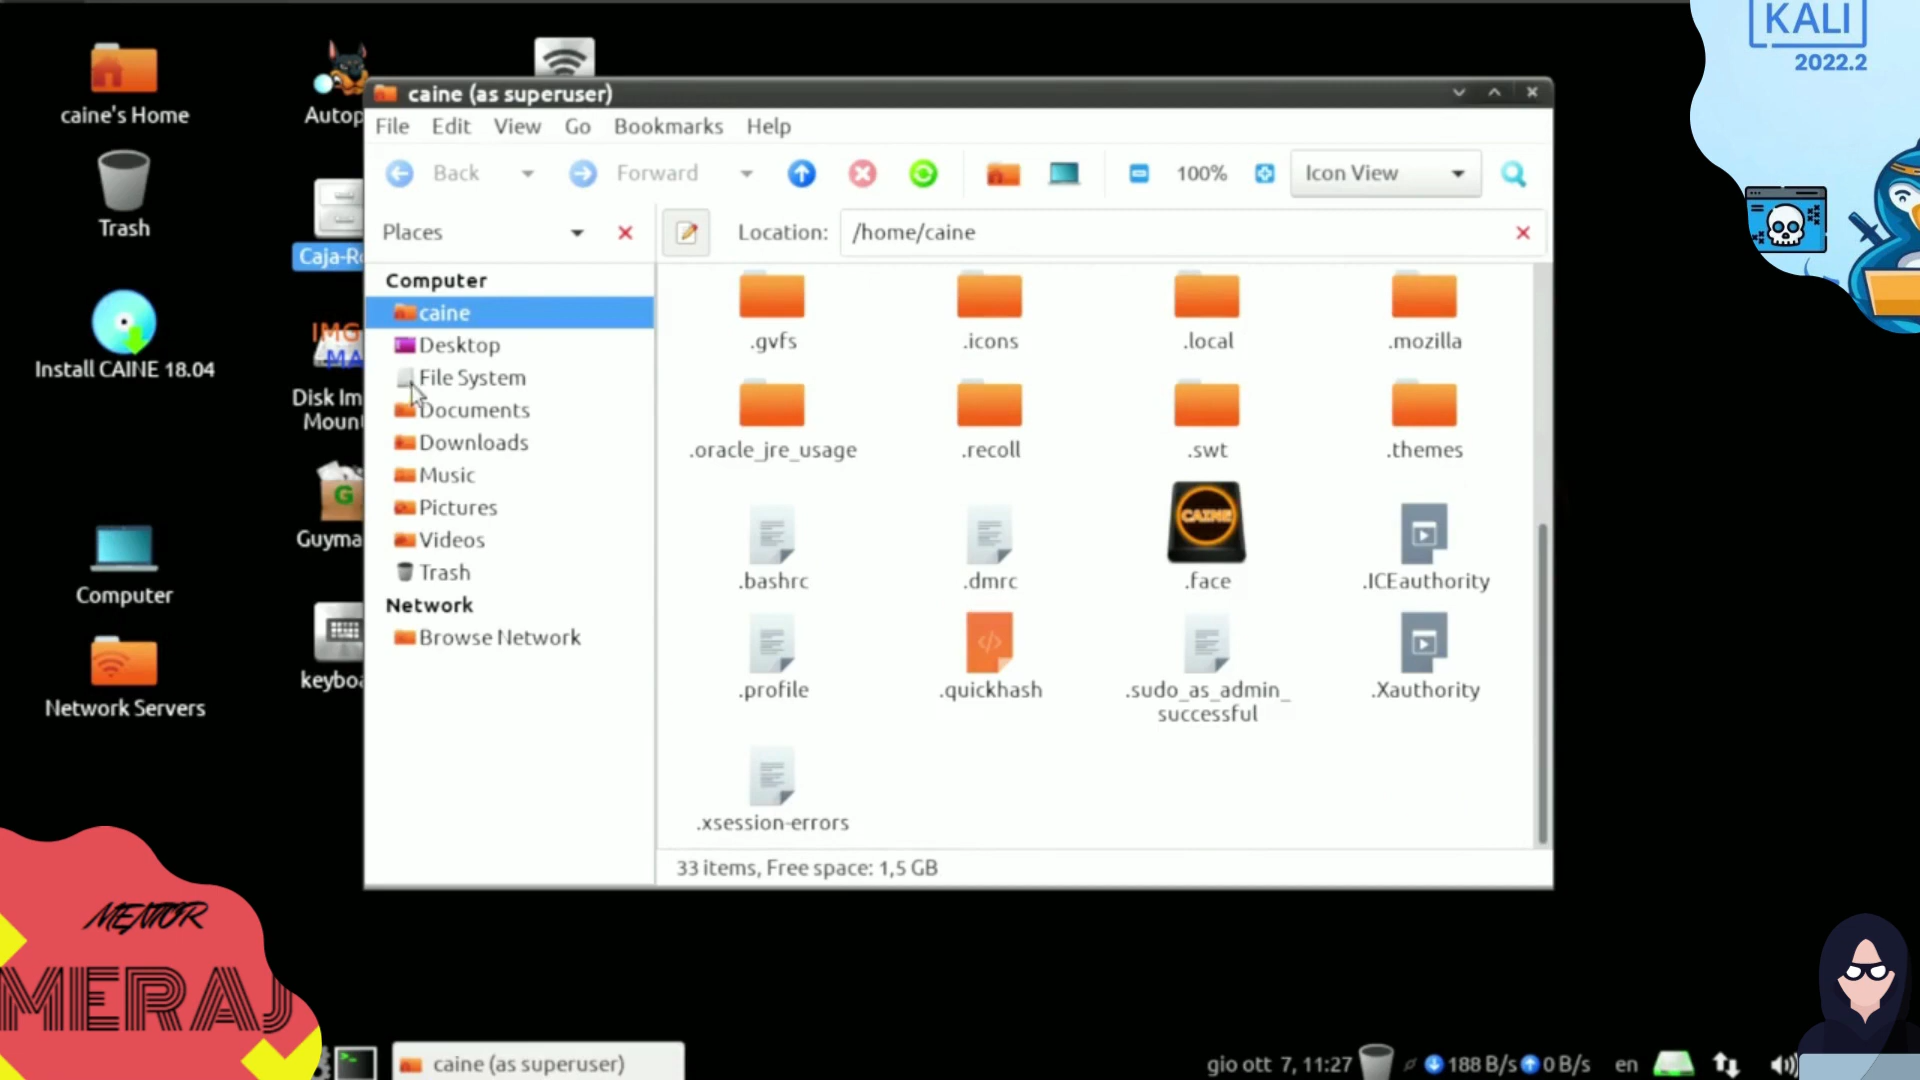 KALI
2022.2
caine's Home
Trash
Install CAINE 18.04
Computer
Network Servers
Autop
Caja-R
IMG
MA
Disk Im
Moun
G
Guyma
keyboa
caine (as superuser)
File Edit View Go Bookmarks Help
Back Forward 100% Icon View
Places
Location: /home/caine
Computer
caine
Desktop
File System
Documents
Downloads
Music
Pictures
Videos
Trash
Network
Browse Network
.gvfs .icons .local .mozilla
.oracle_jre_usage .recoll .swt .themes
CAINE
.bashrc .dmrc .face .ICEauthority
.profile .quickhash .sudo_as_admin_ .Xauthority
successful
.xsession-errors
33 items, Free space: 1,5 GB
MENTOR
MERAJ
caine (as superuser)
gio ott 7, 11:27 188 B/s 0 B/s en